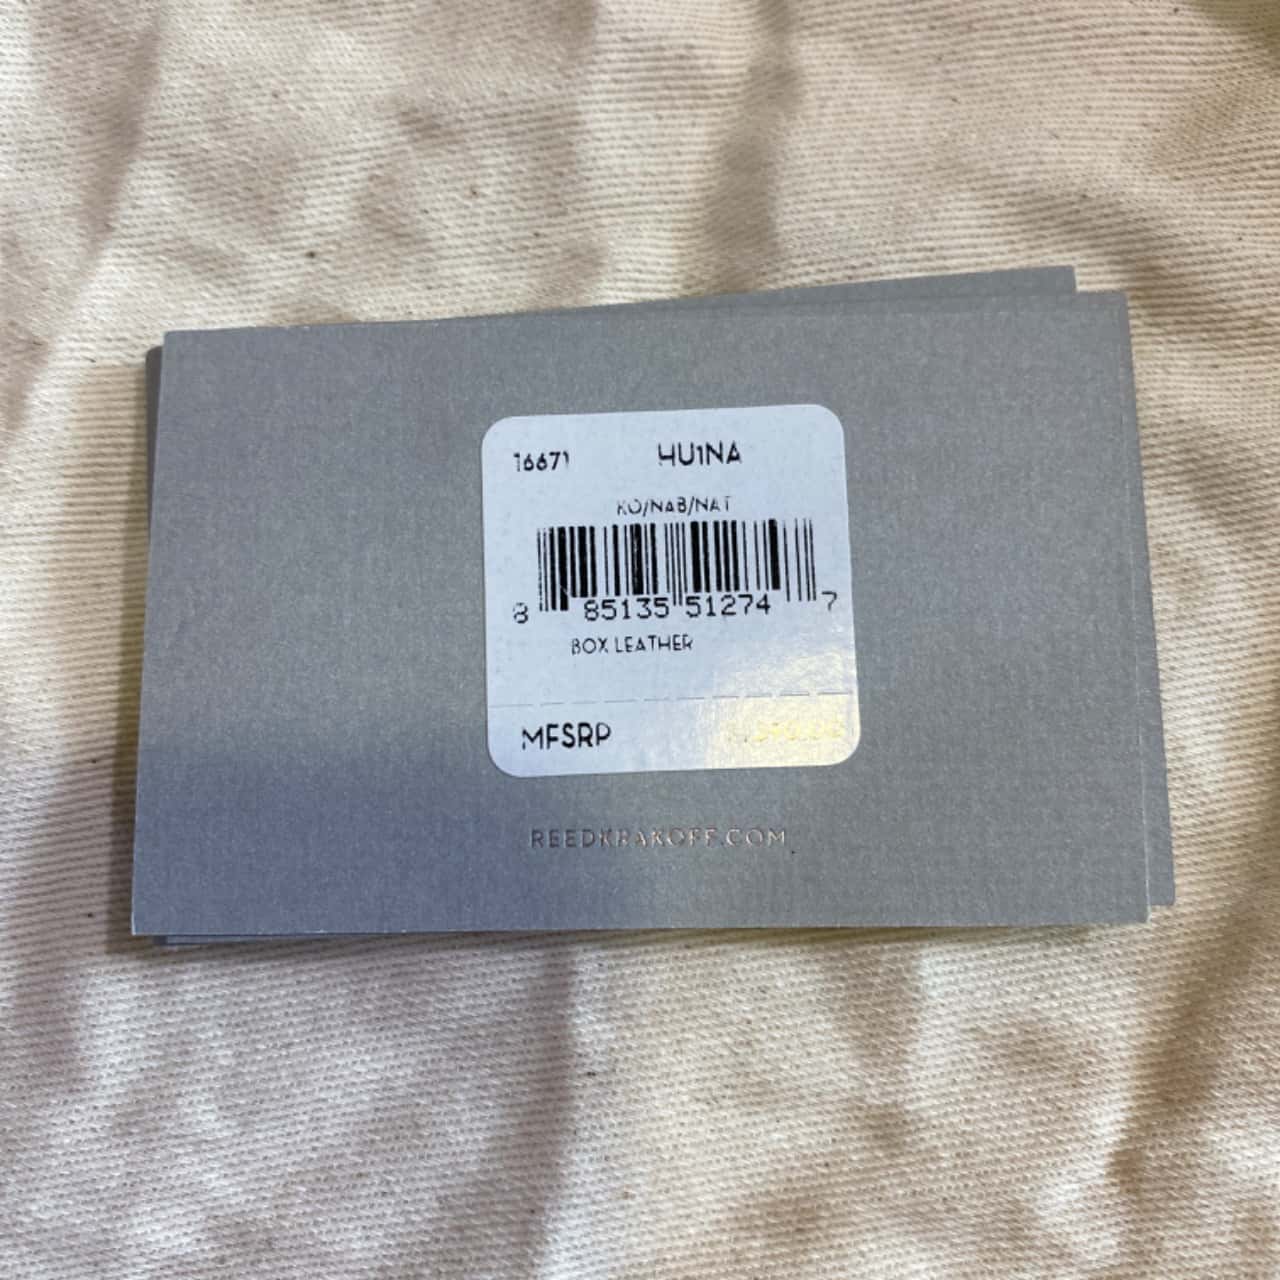 16671 HU1NA
KO/NAB/NAT
8 85135 51274 7
BOX LEATHER
MFSRP
REEDKRAKOFF.COM